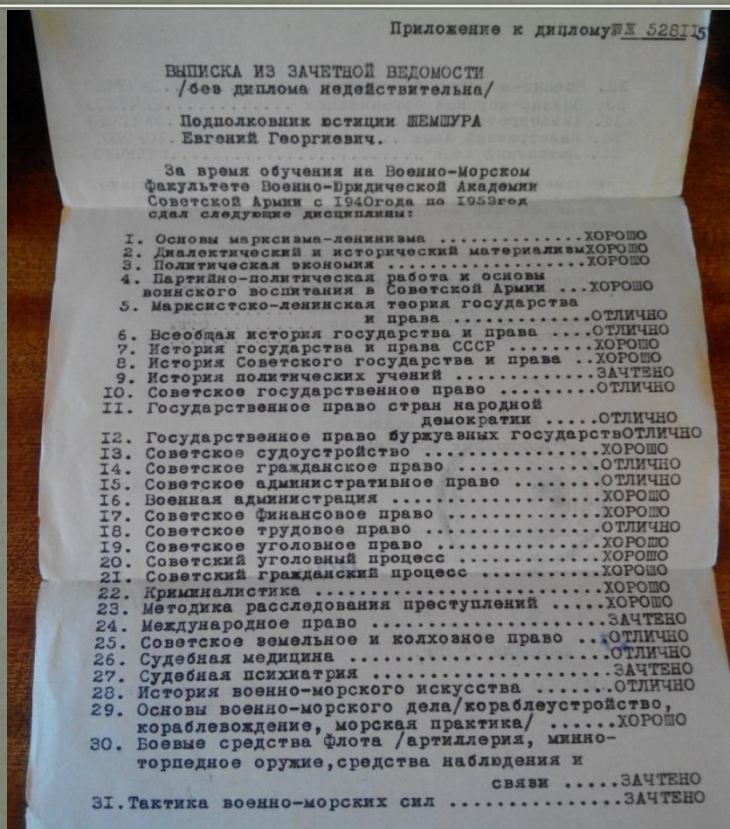 Приложение к диплому №Ж 528II5
ВЫПИСКА ИЗ ЗАЧЕТНОЙ ВЕДОМОСТИ
/без диплома недействительна/
Подполковник юстиции ШЕМШУРА
Евгений Георгиевич.
За время обучения на Военно-Морском
факультете Военно-Юридической Академии
Советской Армии с I940года по I953год
сдал следующие дисциплины:
I. Основы марксизма-ленинизма ..............ХОРОШО
2. Диалектический и исторический материализмХОРОШО
3. Политическая экономия ...................ХОРОШО
4. Партийно-политическая работа и основы
воинского воспитания в Советской Армии ...ХОРОШО
5. Марксистско-ленинская теория государства
и права .............ОТЛИЧНО
6. Всеобщая история государства и права ....ОТЛИЧНО
7. История государства и права СССР ........ХОРОШО
8. История Советского государства и права ..ХОРОШО
9. История политических учений ..............ЗАЧТЕНО
IO. Советское государственное право ..........ОТЛИЧНО
II. Государственное право стран народной
демократии .....ОТЛИЧНО
I2. Государственное право буржуазных государствОТЛИЧНО
I3. Советское судоустройство .................ХОРОШО
I4. Советское гражданское право ..............ОТЛИЧНО
I5. Советское административное право .........ОТЛИЧНО
I6. Военная администрация ....................ХОРОШО
I7. Советское финансовое право ...............ХОРОШО
I8. Советское трудовое право .................ОТЛИЧНО
I9. Советское уголовное право ................ХОРОШО
20. Советский уголовный процесс ..............ХОРОШО
2I. Советский гражданский процесс ............ХОРОШО
22. Криминалистика ...........................ХОРОШО
23. Методика расследования преступлений ......ХОРОШО
24. Международное право ......................ЗАЧТЕНО
25. Советское земельное и колхозное право ...ОТЛИЧНО
26. Судебная медицина ........................ОТЛИЧНО
27. Судебная психиатрия ......................ЗАЧТЕНО
28. История военно-морского искусства .......ОТЛИЧНО
29. Основы военно-морского дела/кораблеустройство,
кораблевождение, морская практика/ ......ХОРОШО
30. Боевые средства флота /артиллерия, минно-
торпедное оружие,средства наблюдения и
связи .....ЗАЧТЕНО
3I.Тактика военно-морских сил ...............ЗАЧТЕНО